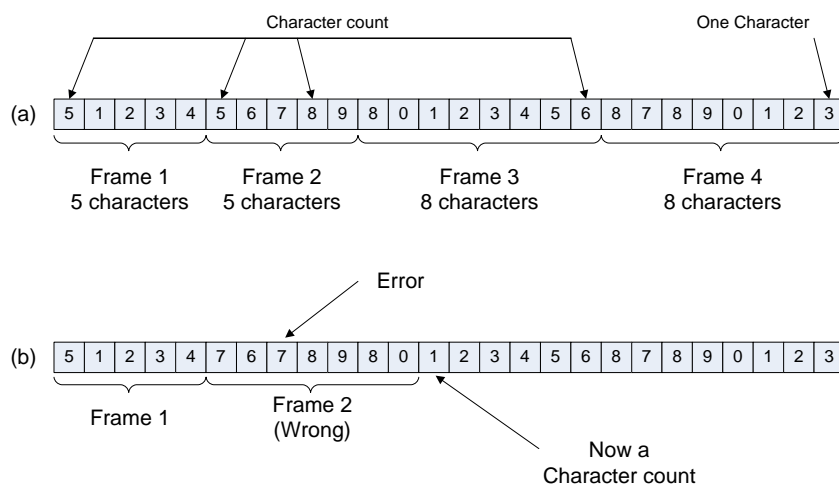 Character count
One Character
(a)
5 1 2 3 4 5 6 7 8 9 8 0 1 2 3 4 5 6 8 7 8 9 0 1 2 3
Frame 1
5 characters
Frame 2
5 characters
Frame 3
8 characters
Frame 4
8 characters
Error
(b)
5 1 2 3 4 7 6 7 8 9 8 0 1 2 3 4 5 6 8 7 8 9 0 1 2 3
Frame 1
Frame 2
(Wrong)
Now a
Character count